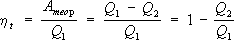 η_t = A_теор / Q_1 = (Q_1 − Q_2) / Q_1 = 1 − Q_2 / Q_1